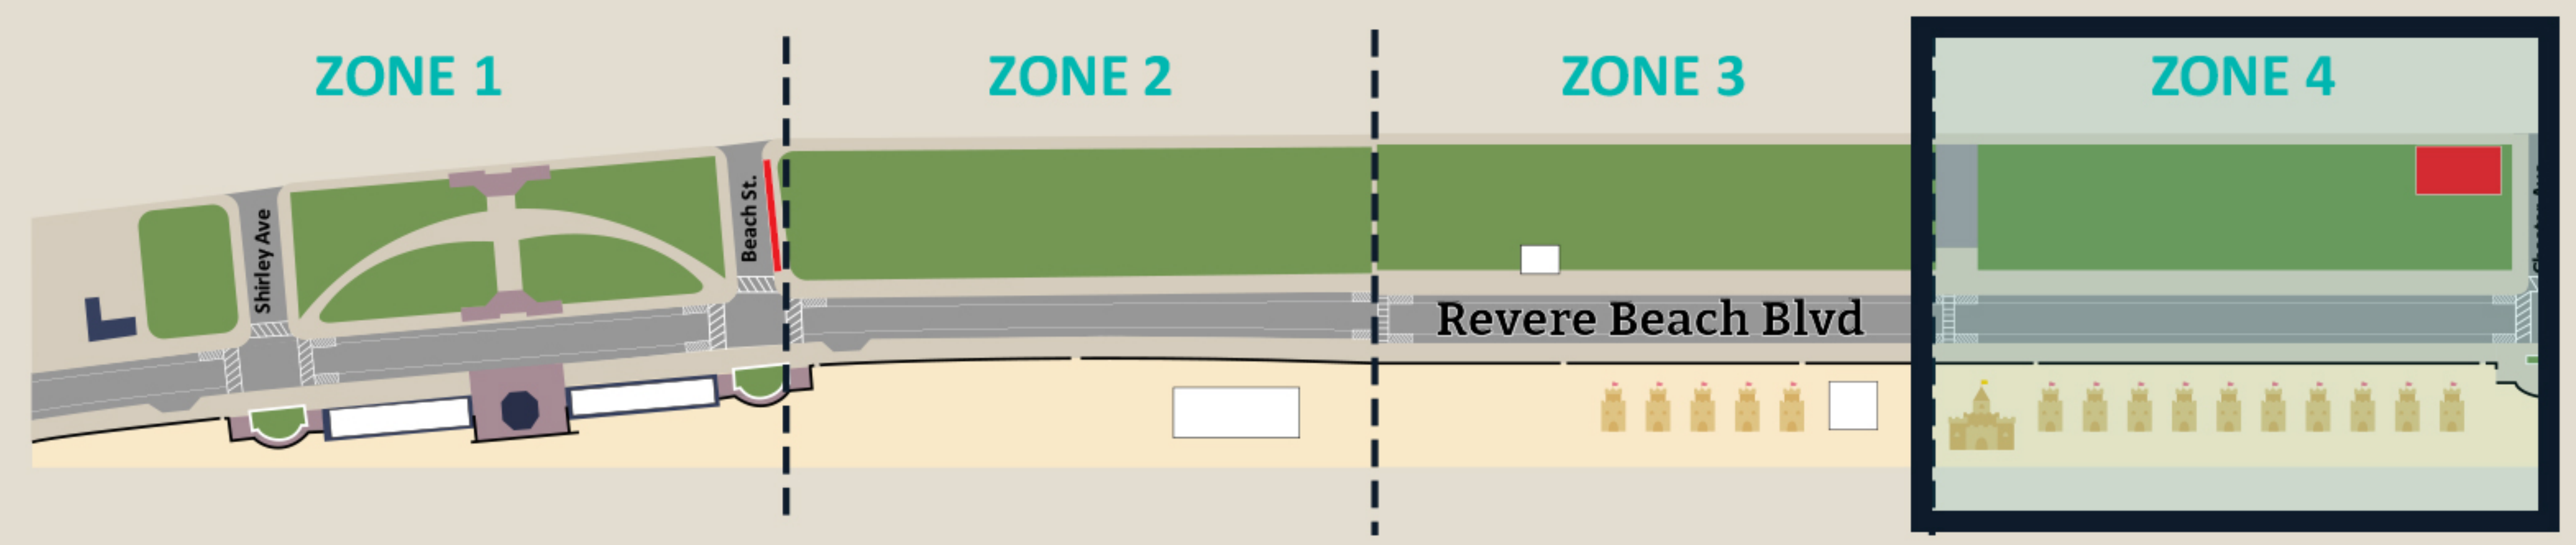 ZONE 1
ZONE 2
ZONE 3
ZONE 4
Shirley Ave
Beach St.
Revere Beach Blvd